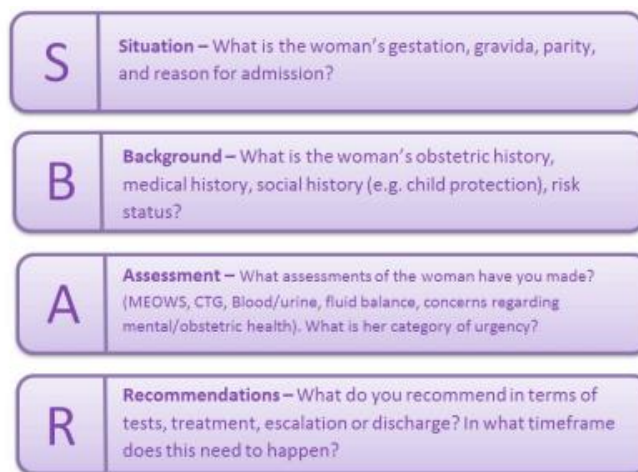 S
Situation – What is the woman's gestation, gravida, parity,
and reason for admission?
B
Background – What is the woman's obstetric history,
medical history, social history (e.g. child protection), risk
status?
A
Assessment – What assessments of the woman have you made?
(MEOWS, CTG, Blood/urine, fluid balance, concerns regarding
mental/obstetric health). What is her category of urgency?
R
Recommendations – What do you recommend in terms of
tests, treatment, escalation or discharge? In what timeframe
does this need to happen?